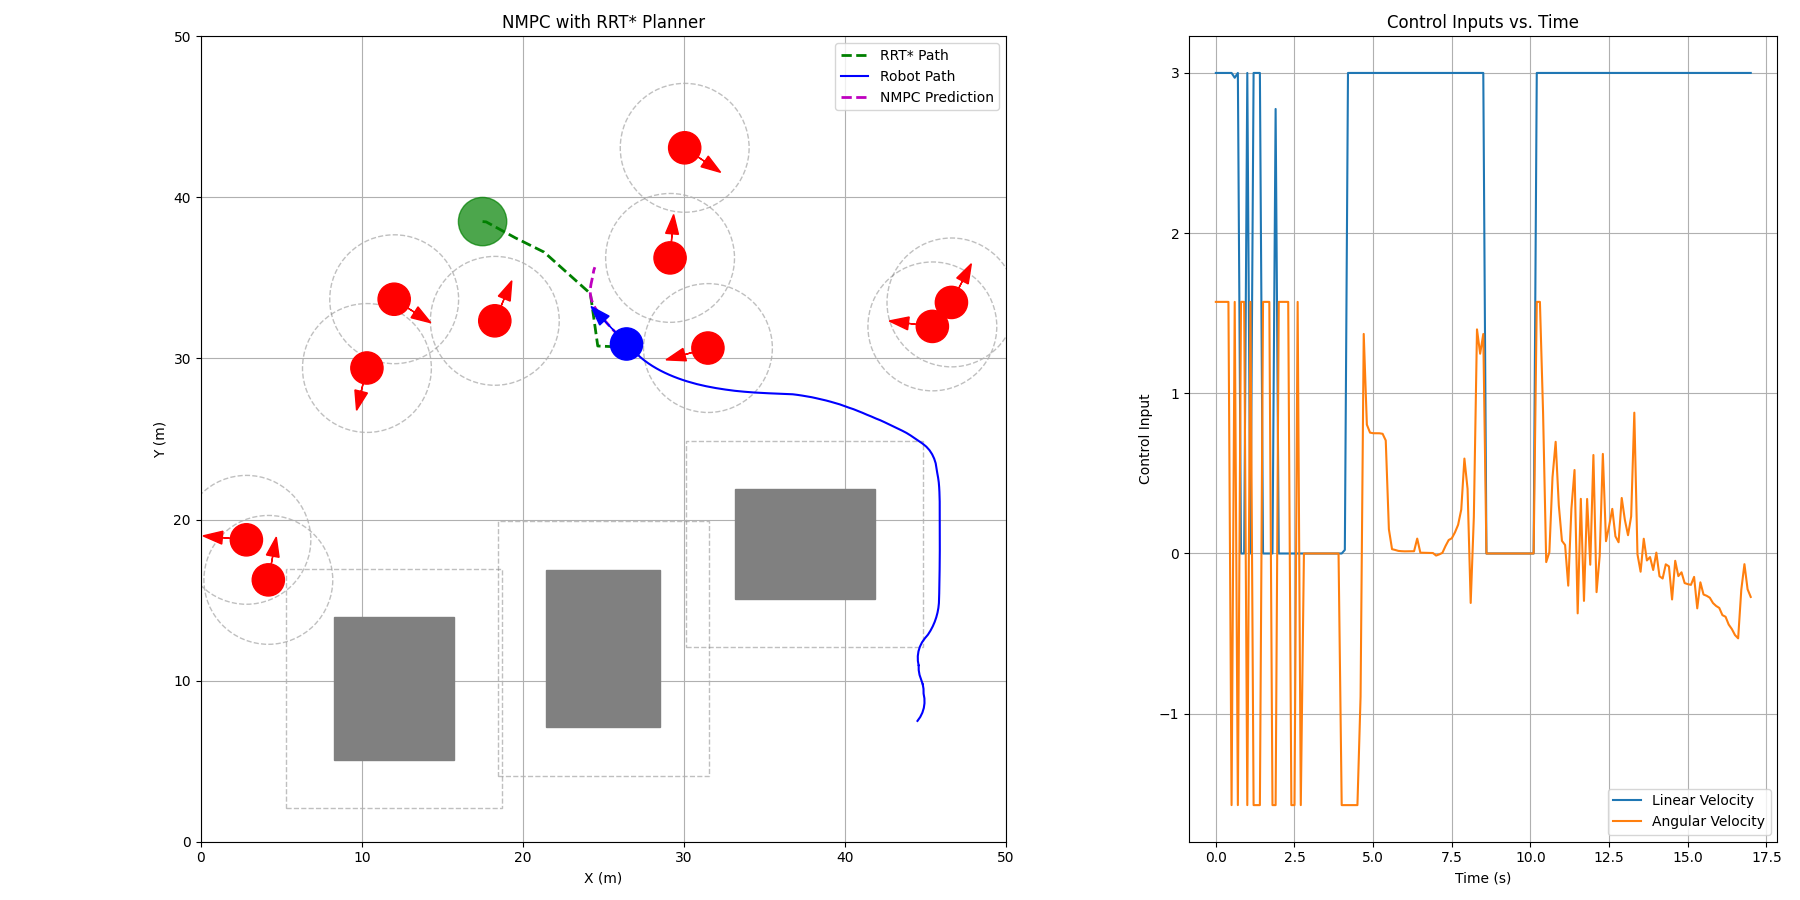 NMPC with RRT* Planner
RRT* Path
Robot Path
NMPC Prediction
50
40
30
20
10
0
Y (m)
0 10 20 30 40 50
X (m)
Control Inputs vs. Time
3
2
1
0
−1
Control Input
Linear Velocity
Angular Velocity
0.0 2.5 5.0 7.5 10.0 12.5 15.0 17.5
Time (s)